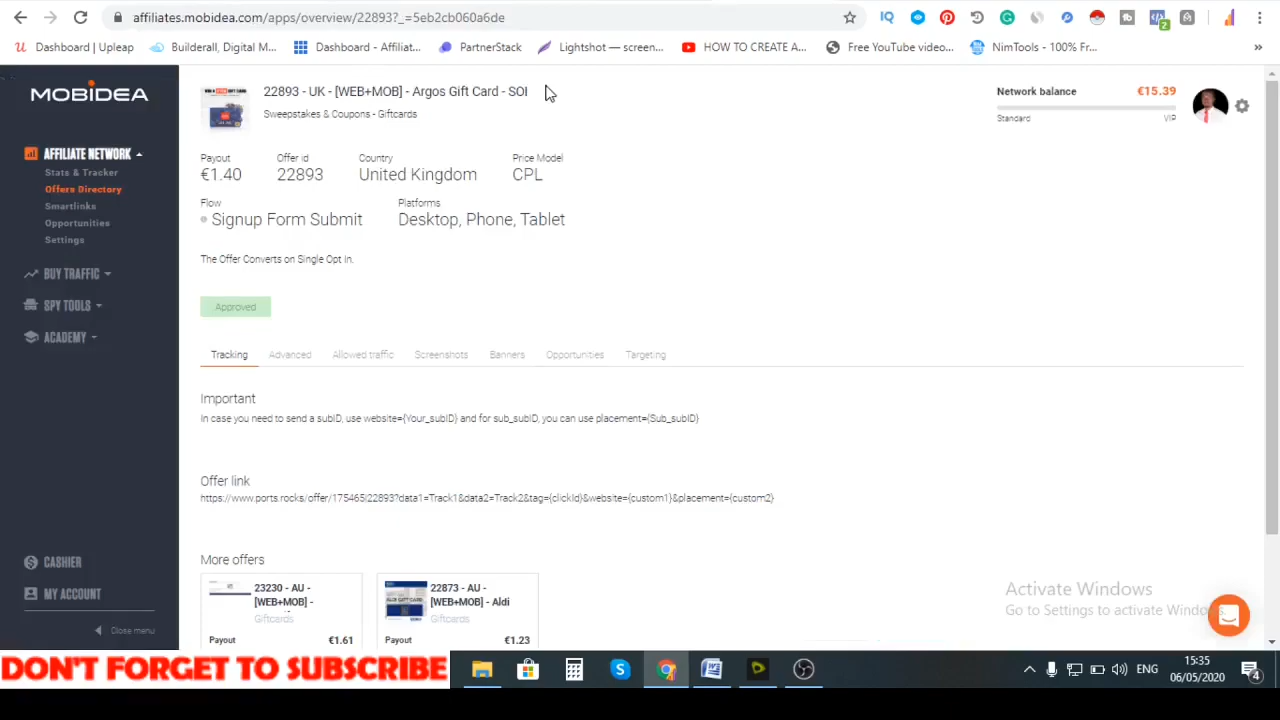 affiliates.mobidea.com/apps/overview/22893?_=5eb2cb060a6de
IQ
2
Dashboard | Upleap
Builderall, Digital M...
Dashboard - Affiliat...
PartnerStack
Lightshot — screen...
HOW TO CREATE A...
Free YouTube video...
NimTools - 100% Fr...
»
MOBIDEA
AFFILIATE NETWORK
Stats & Tracker
Offers Directory
Smartlinks
Opportunities
Settings
BUY TRAFFIC
SPY TOOLS
ACADEMY
CASHIER
MY ACCOUNT
Close menu
22893 - UK - [WEB+MOB] - Argos Gift Card - SOI
Sweepstakes & Coupons - Giftcards
Network balance €15.39
Standard VIP
Payout Offer id Country Price Model
€1.40 22893 United Kingdom CPL
Flow Platforms
Signup Form Submit Desktop, Phone, Tablet
The Offer Converts on Single Opt in.
Approved
Tracking Advanced Allowed traffic Screenshots Banners Opportunities Targeting
Important
In case you need to send a subID, use website={Your_subID} and for sub_subID, you can use placement={Sub_subID}
Offer link
https://www.ports.rocks/offer/175465|22893?data1=Track1&data2=Track2&tag={clickId}&website={custom1}&placement={custom2}
More offers
23230 - AU -
[WEB+MOB] -
Giftcards
Payout €1.61
22873 - AU -
[WEB+MOB] - Aldi
Giftcards
Payout €1.23
Activate Windows
Go to Settings to activate Windows.
DON'T FORGET TO SUBSCRIBE
ENG
15:35
06/05/2020
4